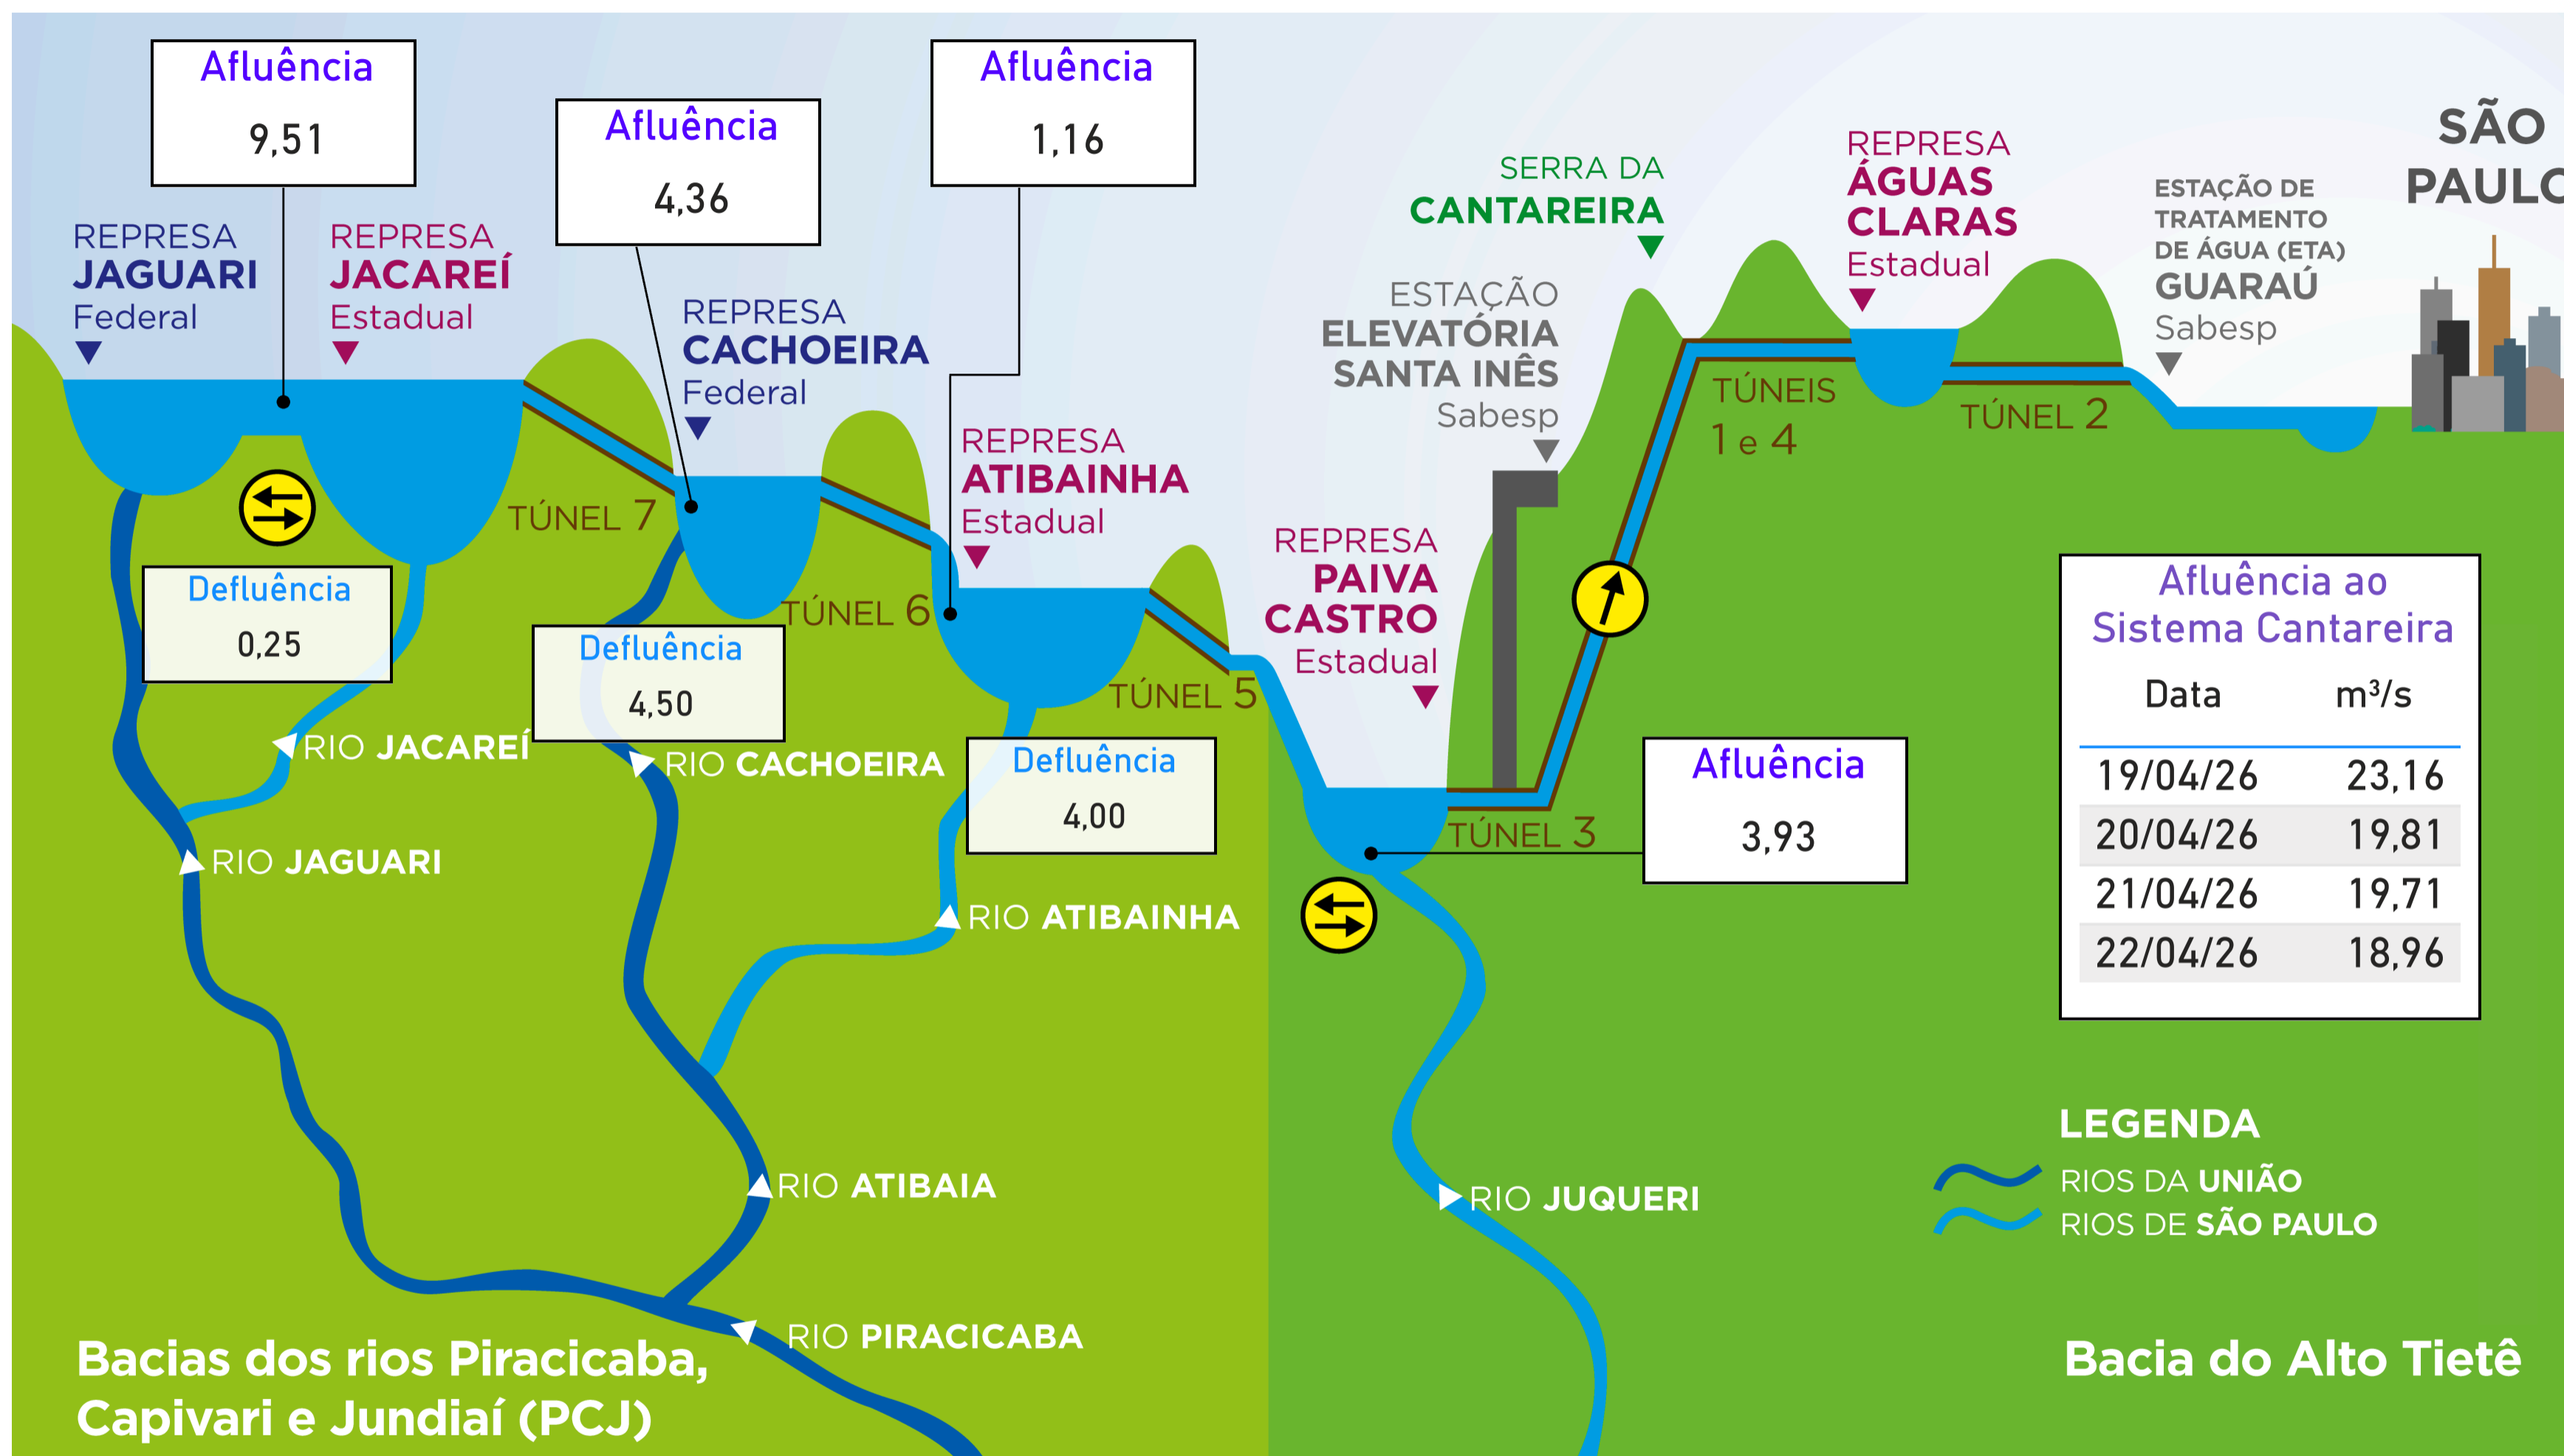 Afluência
9,51
Afluência
4,36
Afluência
1,16
REPRESA
JAGUARI
Federal
REPRESA
JACAREÍ
Estadual
REPRESA
CACHOEIRA
Federal
REPRESA
ATIBAINHA
Estadual
REPRESA
PAIVA
CASTRO
Estadual
SERRA DA
CANTAREIRA
ESTAÇÃO
ELEVATÓRIA
SANTA INÊS
Sabesp
REPRESA
ÁGUAS
CLARAS
Estadual
ESTAÇÃO DE
TRATAMENTO
DE ÁGUA (ETA)
GUARAÚ
Sabesp
SÃO
PAULO
TÚNEL 7
TÚNEL 6
TÚNEL 5
TÚNEL 3
TÚNEIS
1 e 4
TÚNEL 2
Defluência
0,25
Defluência
4,50
Defluência
4,00
Afluência
3,93
RIO JACAREÍ
RIO CACHOEIRA
RIO JAGUARI
RIO ATIBAINHA
RIO ATIBAIA
RIO JUQUERI
RIO PIRACICABA
Afluência ao
Sistema Cantareira
Data m³/s
19/04/26 23,16
20/04/26 19,81
21/04/26 19,71
22/04/26 18,96
LEGENDA
RIOS DA UNIÃO
RIOS DE SÃO PAULO
Bacias dos rios Piracicaba,
Capivari e Jundiaí (PCJ)
Bacia do Alto Tietê